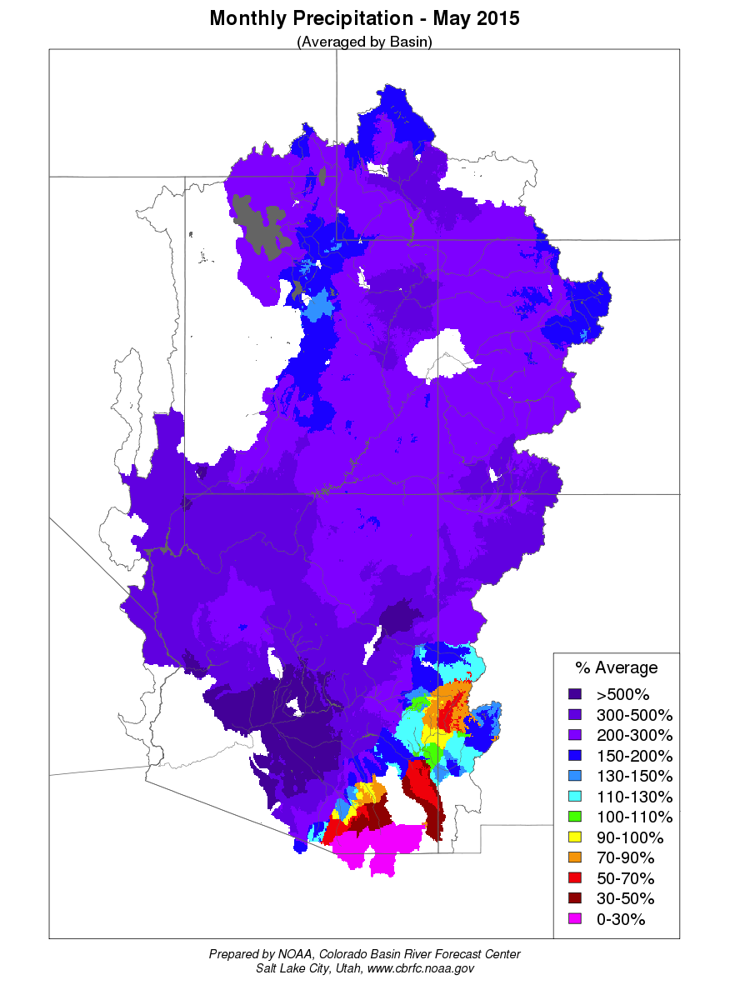 Monthly Precipitation - May 2015
(Averaged by Basin)
% Average
>500%
300-500%
200-300%
150-200%
130-150%
110-130%
100-110%
90-100%
70-90%
50-70%
30-50%
0-30%
Prepared by NOAA, Colorado Basin River Forecast Center
Salt Lake City, Utah, www.cbrfc.noaa.gov